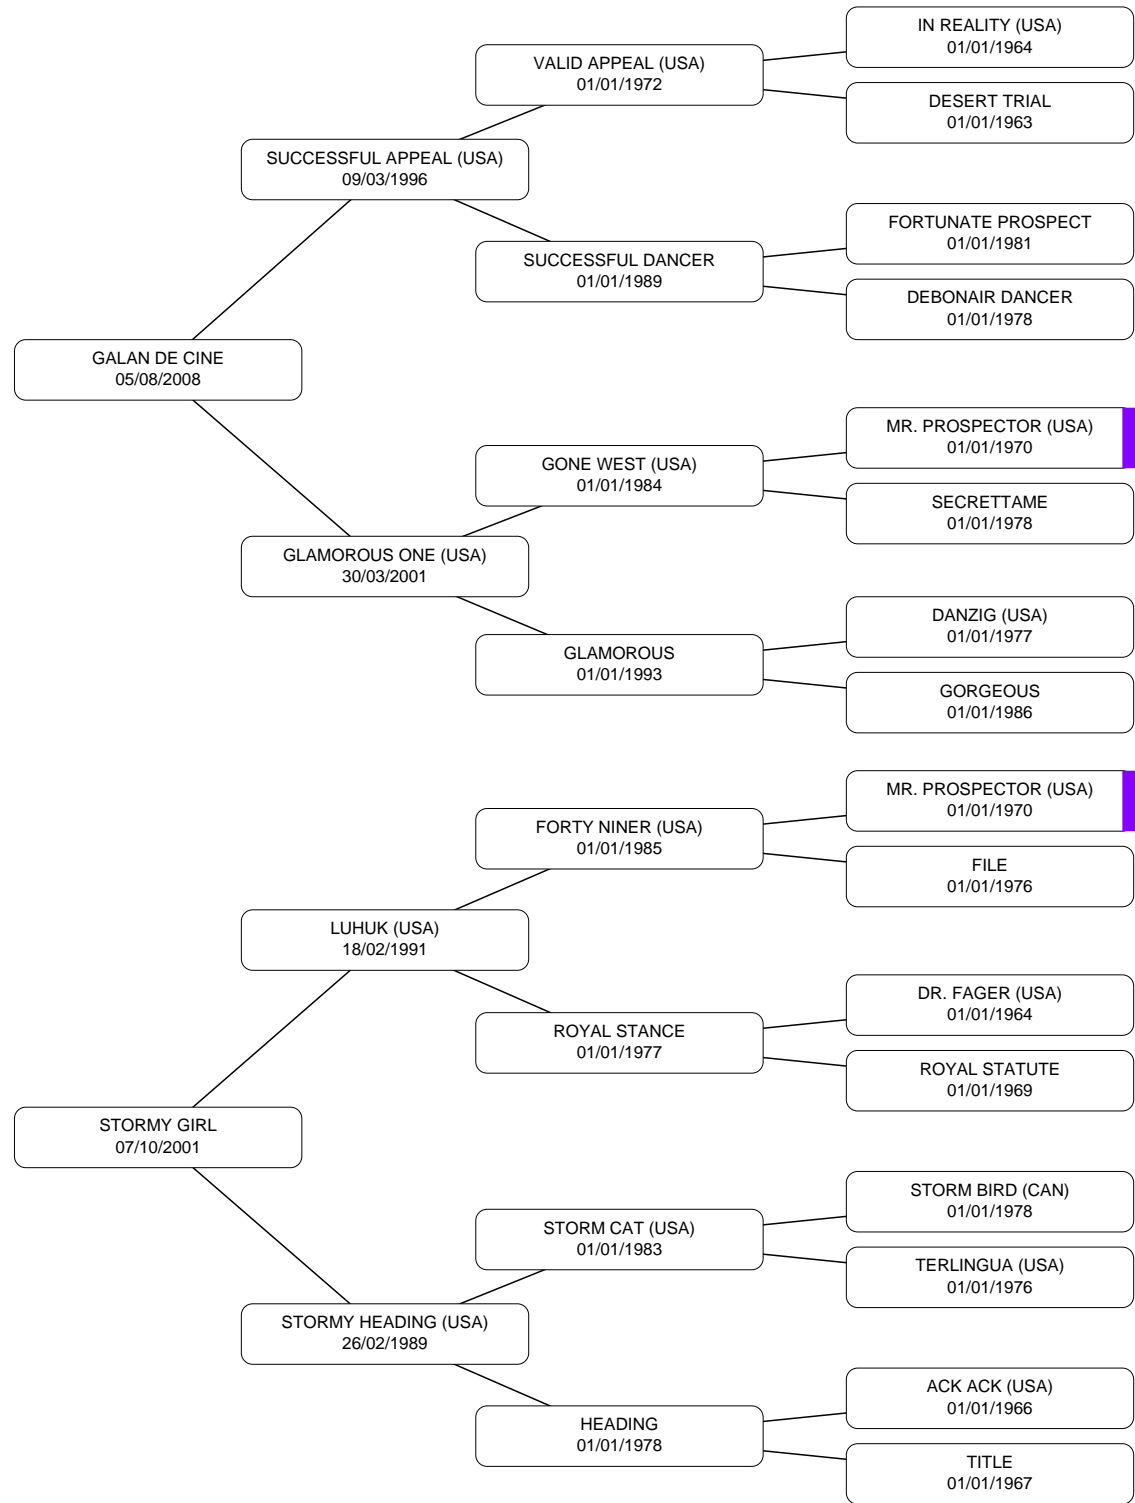 IN REALITY (USA)
01/01/1964
VALID APPEAL (USA)
01/01/1972
DESERT TRIAL
01/01/1963
SUCCESSFUL APPEAL (USA)
09/03/1996
FORTUNATE PROSPECT
01/01/1981
SUCCESSFUL DANCER
01/01/1989
DEBONAIR DANCER
01/01/1978
GALAN DE CINE
05/08/2008
MR. PROSPECTOR (USA)
01/01/1970
GONE WEST (USA)
01/01/1984
SECRETTAME
01/01/1978
GLAMOROUS ONE (USA)
30/03/2001
DANZIG (USA)
01/01/1977
GLAMOROUS
01/01/1993
GORGEOUS
01/01/1986
MR. PROSPECTOR (USA)
01/01/1970
FORTY NINER (USA)
01/01/1985
FILE
01/01/1976
LUHUK (USA)
18/02/1991
DR. FAGER (USA)
01/01/1964
ROYAL STANCE
01/01/1977
ROYAL STATUTE
01/01/1969
STORMY GIRL
07/10/2001
STORM BIRD (CAN)
01/01/1978
STORM CAT (USA)
01/01/1983
TERLINGUA (USA)
01/01/1976
STORMY HEADING (USA)
26/02/1989
ACK ACK (USA)
01/01/1966
HEADING
01/01/1978
TITLE
01/01/1967